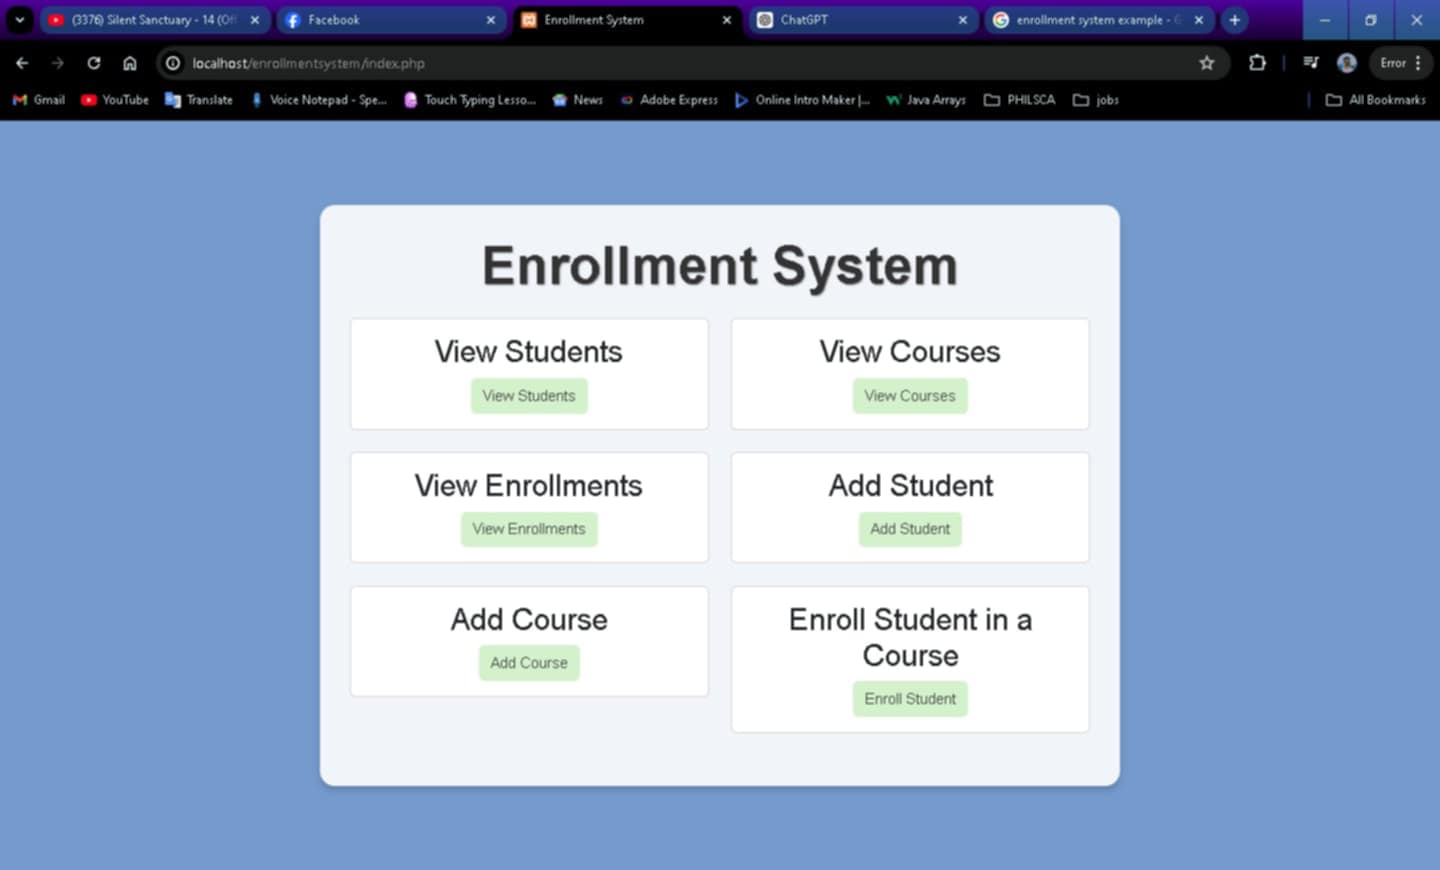 (3376) Silent Sanctuary - 14 (Of
Facebook
Enrollment System
ChatGPT
enrollment system example -
localhost/enrollmentsystem/index.php
Error
Gmail
YouTube
Translate
Voice Notepad - Spe...
Touch Typing Lesso...
News
Adobe Express
Online Intro Maker |...
Java Arrays
PHILSCA
jobs
All Bookmarks
Enrollment System
View Students
View Students
View Courses
View Courses
View Enrollments
View Enrollments
Add Student
Add Student
Add Course
Add Course
Enroll Student in a
Course
Enroll Student